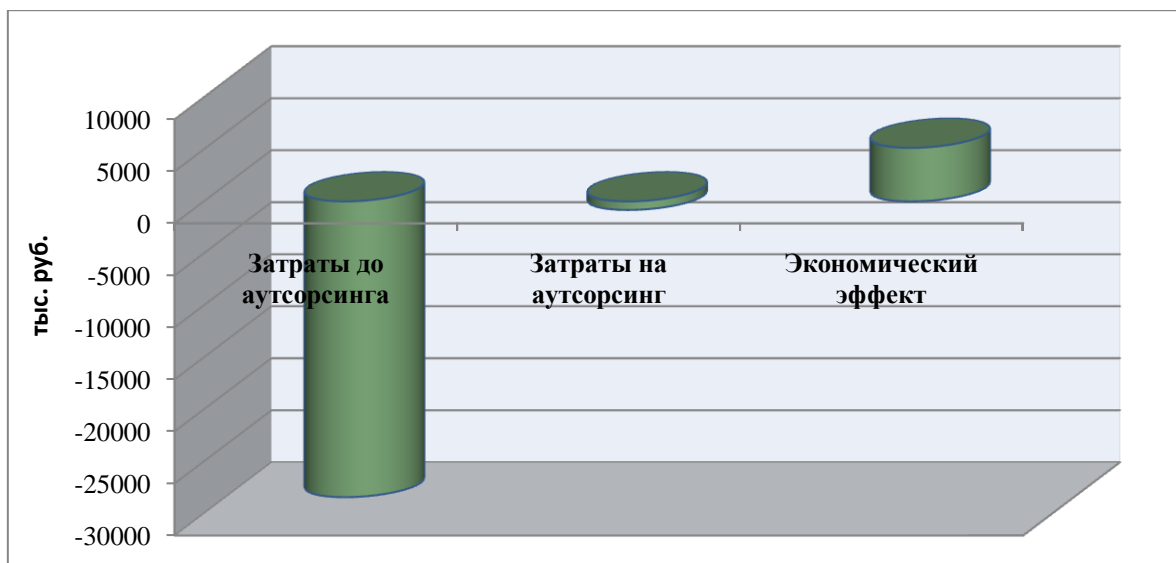 10000
5000
0
-5000
-10000
-15000
-20000
-25000
-30000
тыс. руб.
Затраты до
аутсорсинга
Затраты на
аутсорсинг
Экономический
эффект